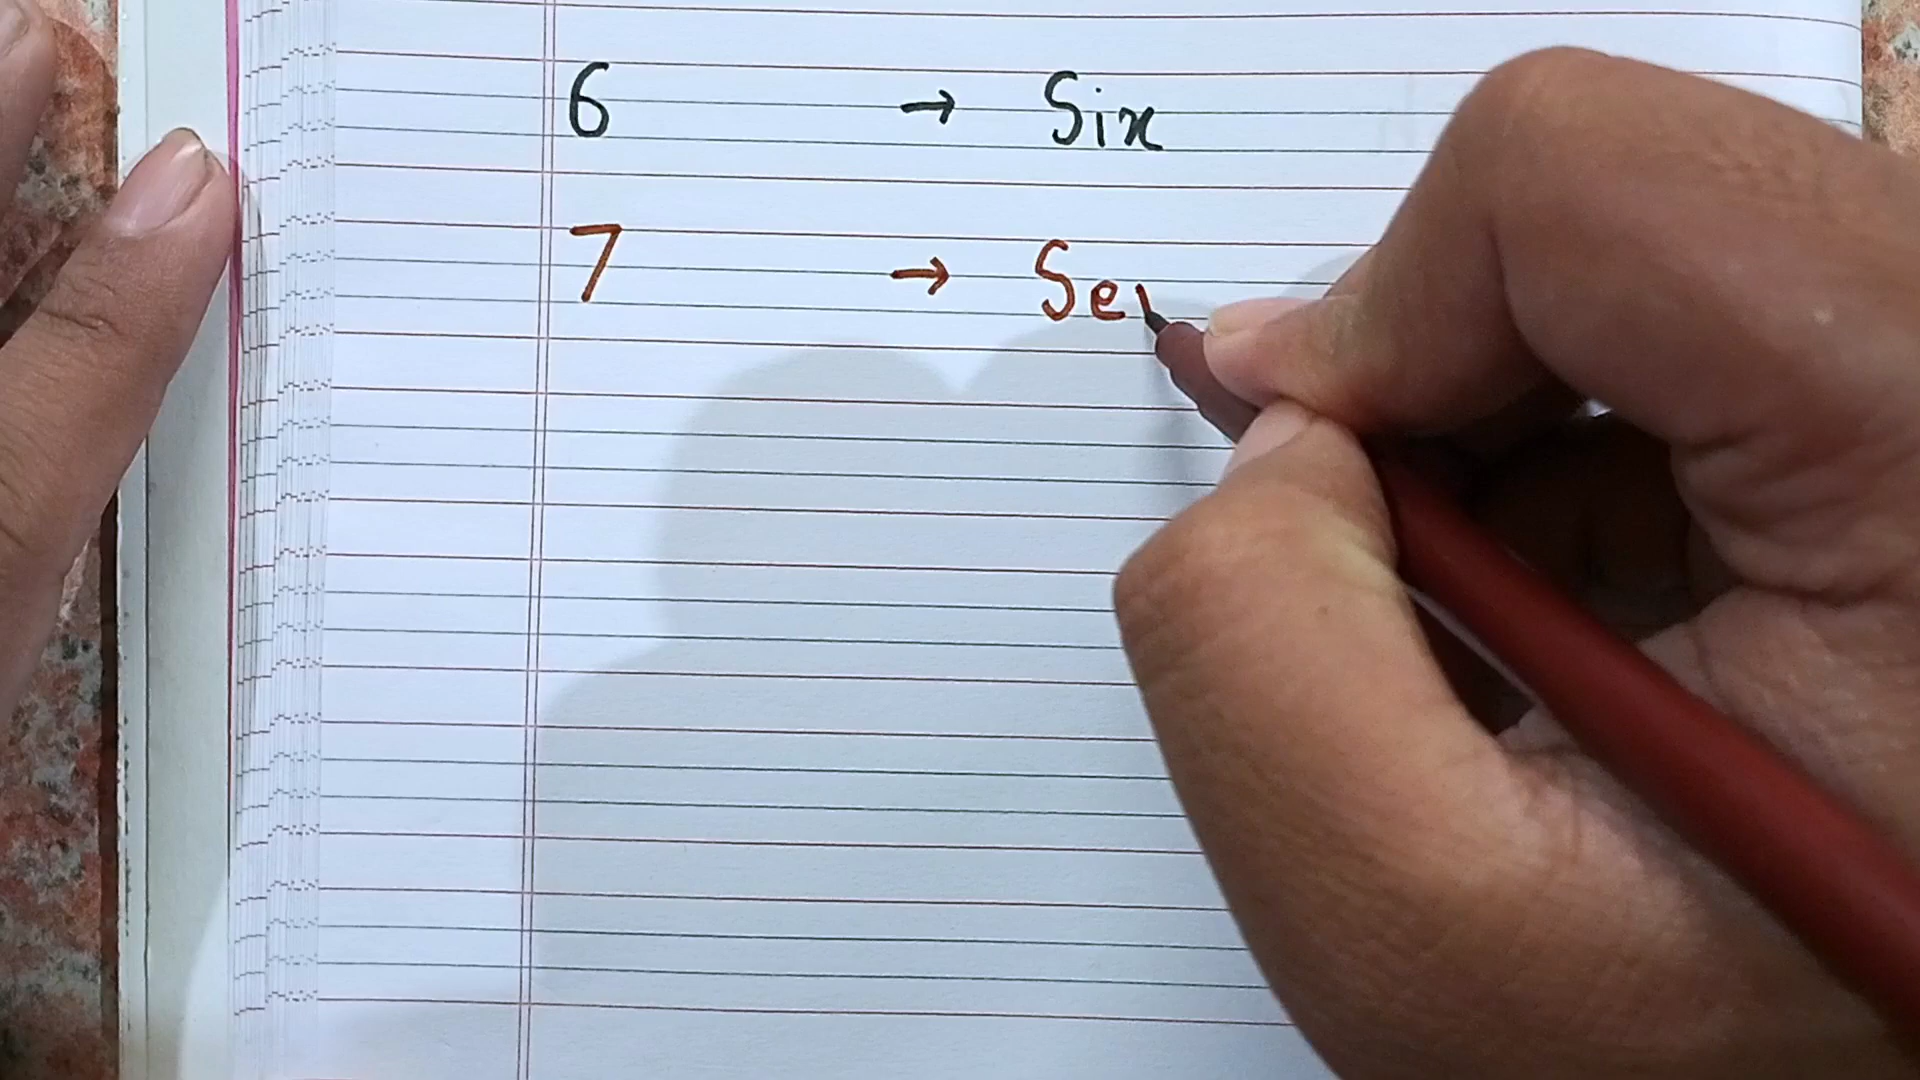 6 → Six
7 → Se